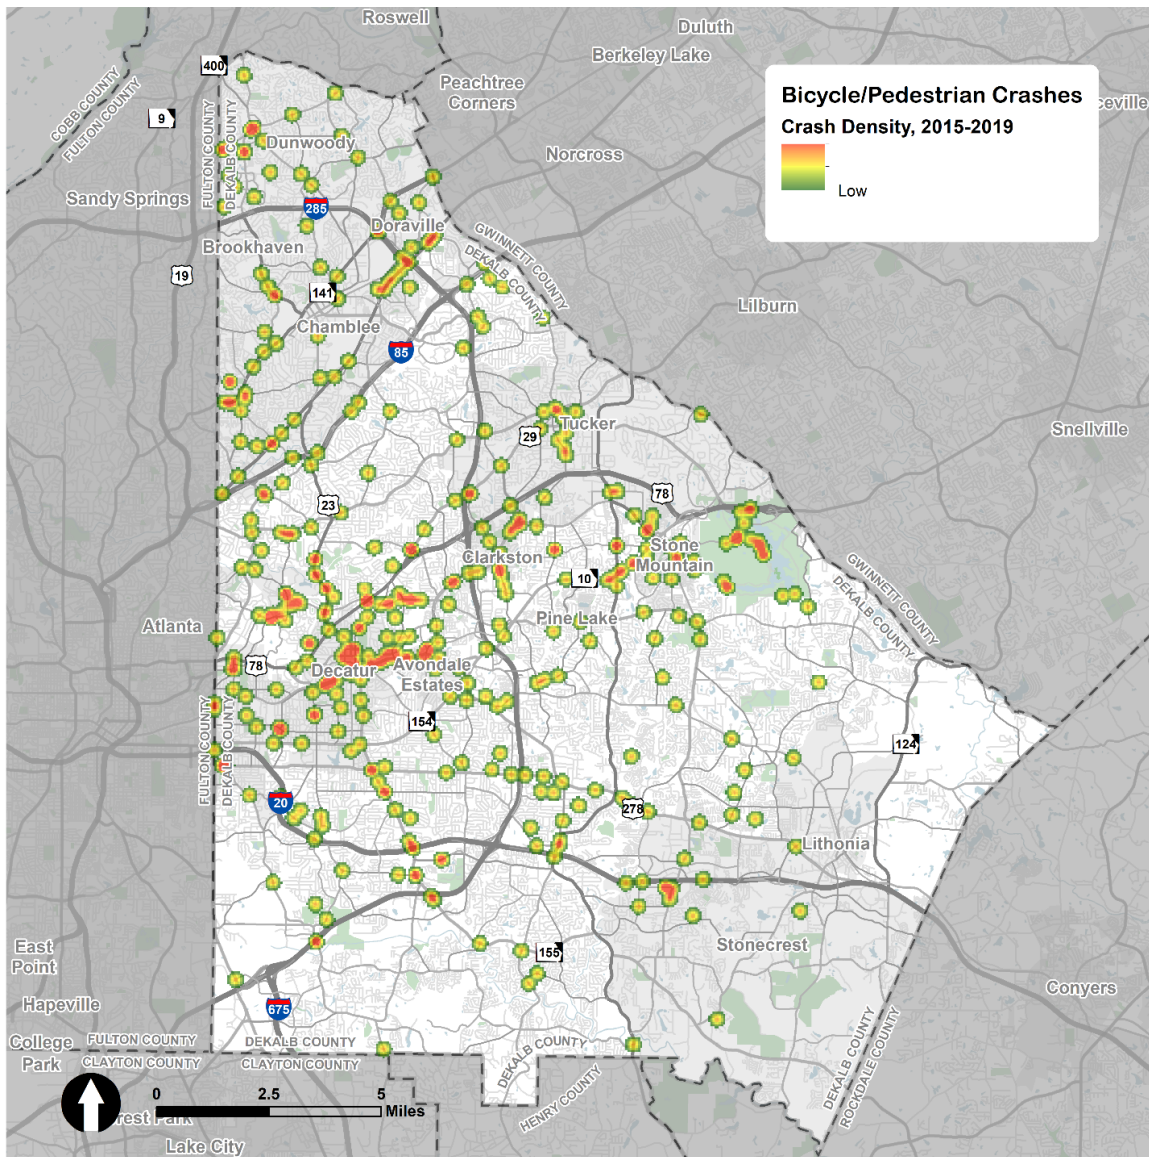 Roswell
Duluth
Berkeley Lake
400
Peachtree
Corners
Bicycle/Pedestrian Crashes
Crash Density, 2015-2019
Low
ceville
COBB COUNTY
FULTON COUNTY
9
FULTON COUNTY
DEKALB COUNTY
Dunwoody
Norcross
Sandy Springs
285
Doraville
Brookhaven
GWINNETT COUNTY
DEKALB COUNTY
19
141
Lilburn
Chamblee
85
Tucker
29
Snellville
78
23
Clarkston
Stone
Mountain
10
GWINNETT COUNTY
DEKALB COUNTY
Pine Lake
Atlanta
78
Decatur
Avondale
Estates
154
124
FULTON COUNTY
DEKALB COUNTY
20
278
Lithonia
East
Point
155
Stonecrest
Hapeville
675
Conyers
College
Park
FULTON COUNTY
CLAYTON COUNTY
DEKALB COUNTY
CLAYTON COUNTY
DEKALB COUNTY
HENRY COUNTY
DEKALB COUNTY
ROCKDALE COUNTY
0
2.5
5
Miles
rest Park
Lake City